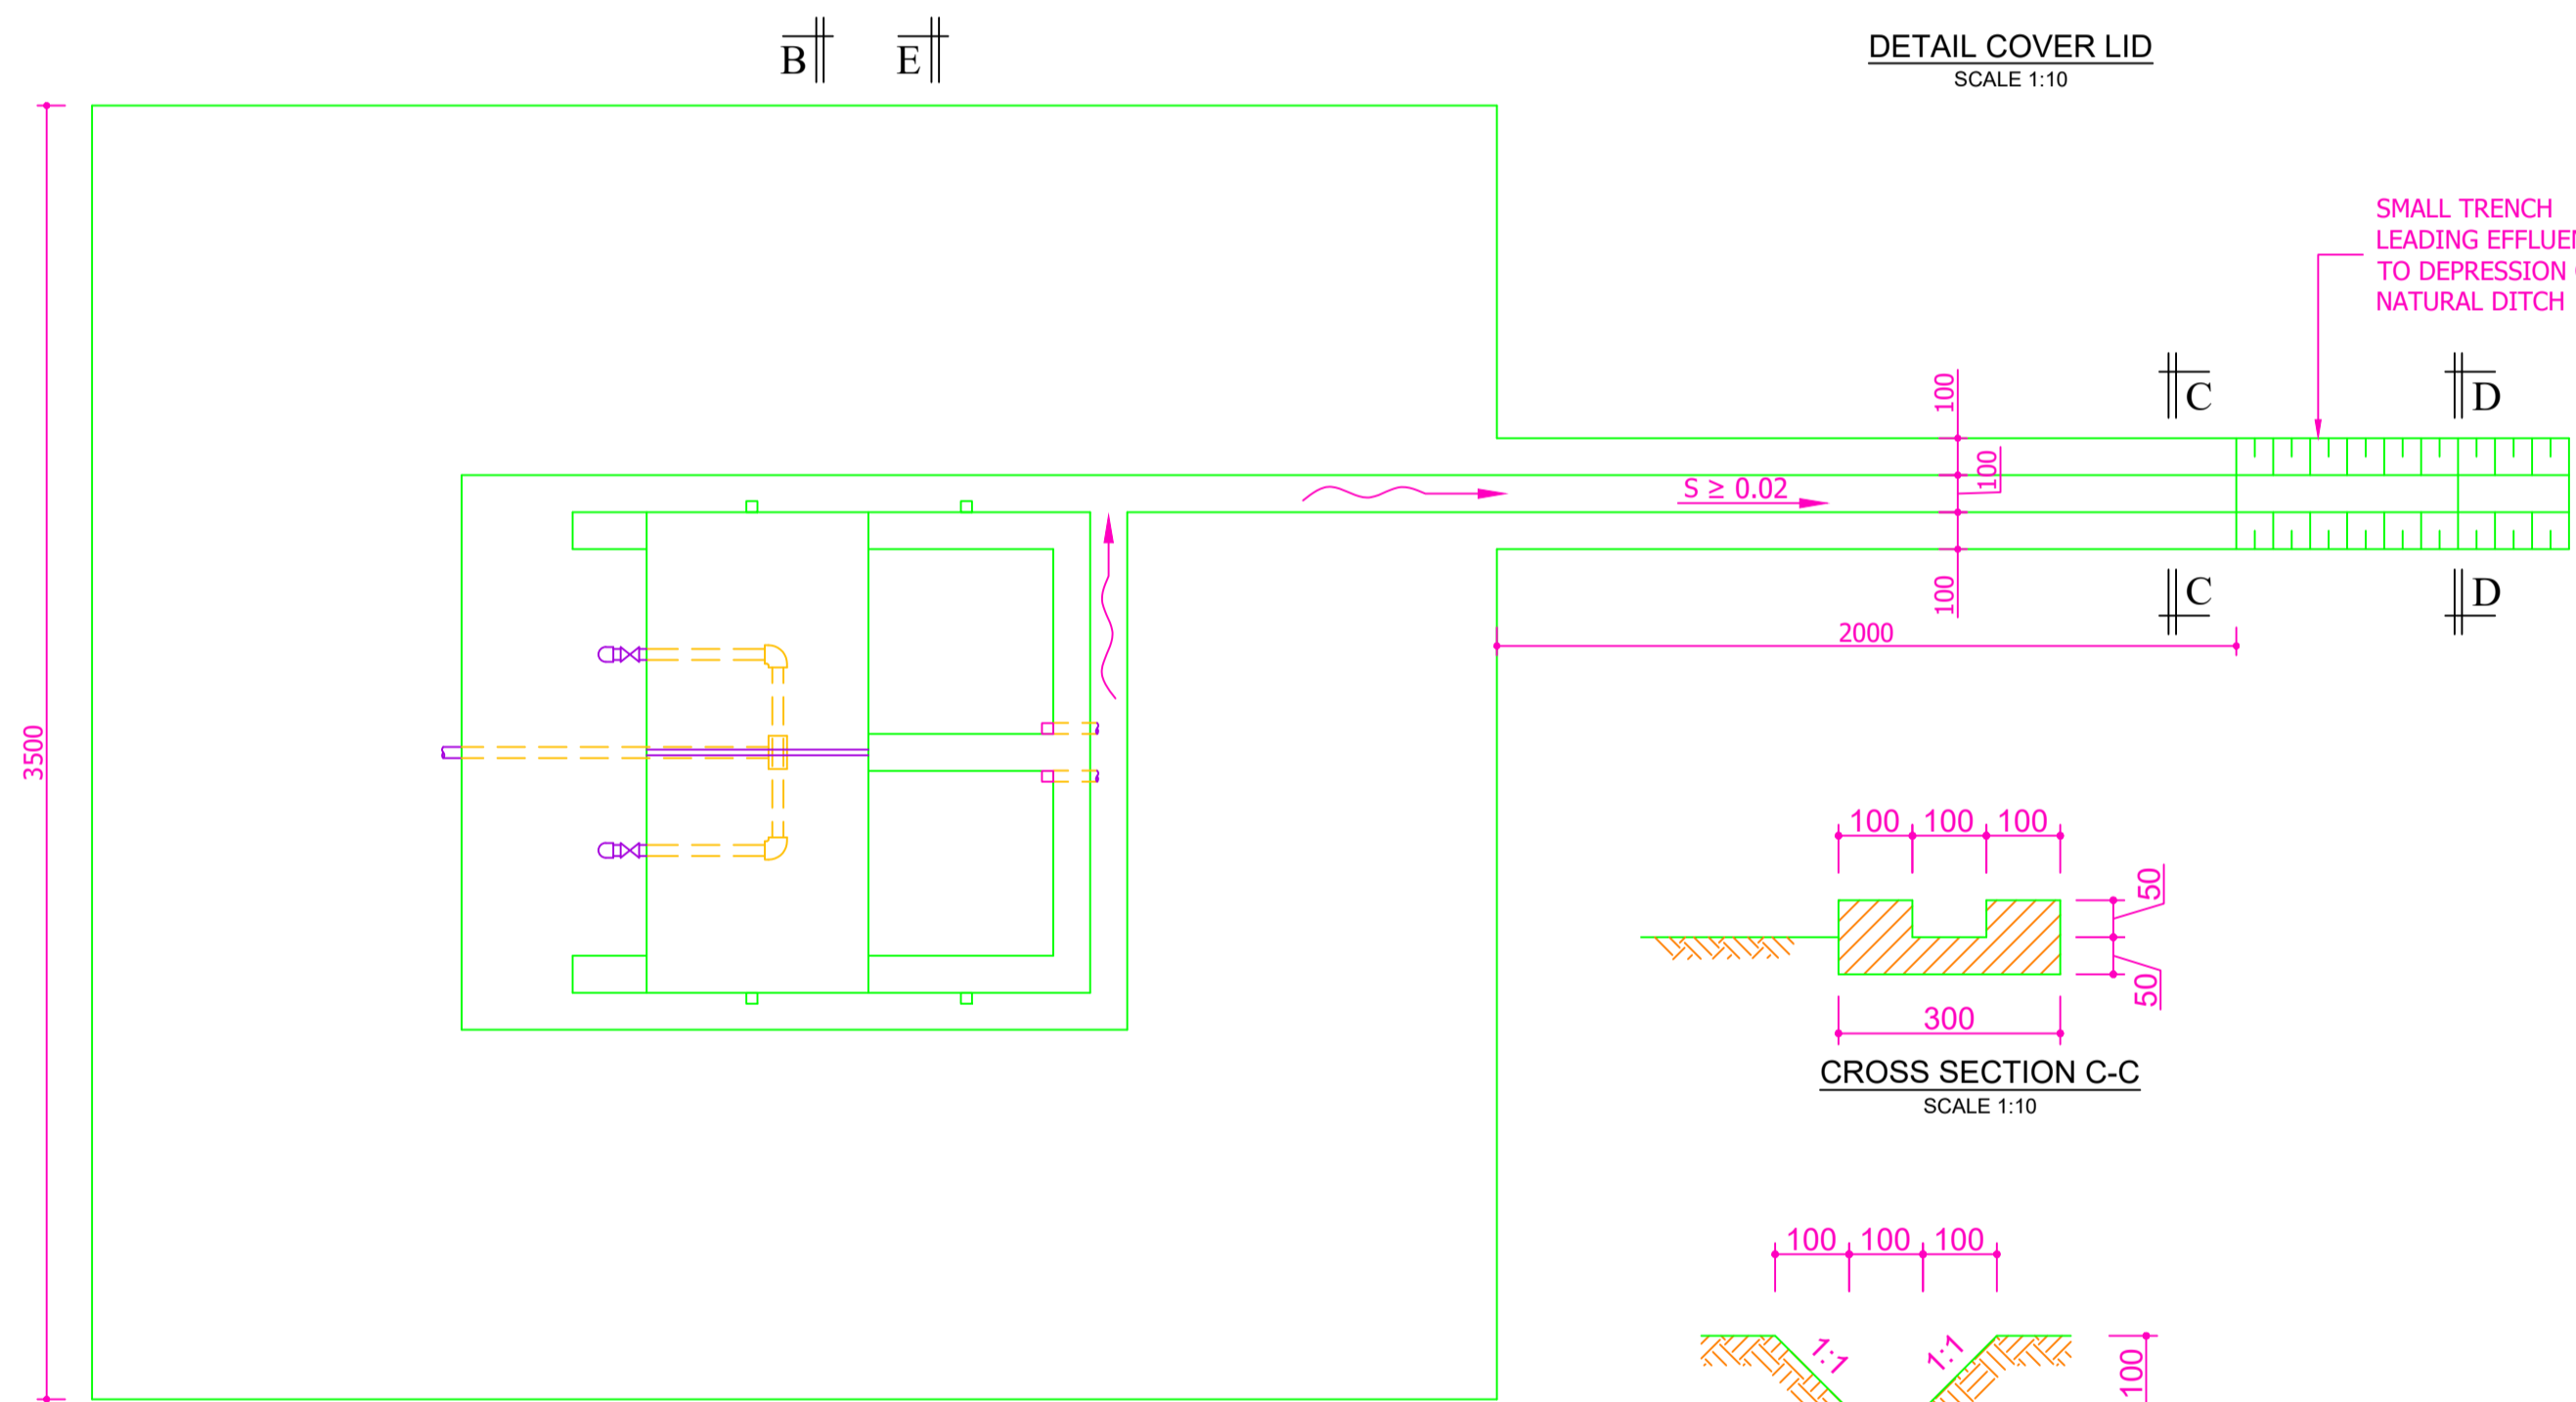 B
E
DETAIL COVER LID
SCALE 1:10
SMALL TRENCH
LEADING EFFLUEN
TO DEPRESSION
NATURAL DITCH
100
C
D
100
S ≥ 0.02
100
C
D
2000
3500
100 100 100
50
50
300
CROSS SECTION C-C
SCALE 1:10
100 100 100
1:1
1:1
100